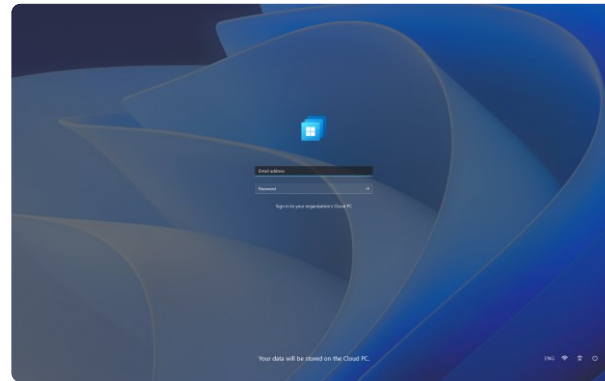 Email address
Password
Sign in to your organization's Cloud PC
Your data will be stored on the Cloud PC.
ENG